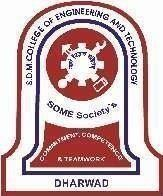 S.D.M COLLEGE OF ENGINEERING AND TECHNOLOGY
SDME Society's
COMMITMENT, COMPETENCE
& TEAMWORK
DHARWAD